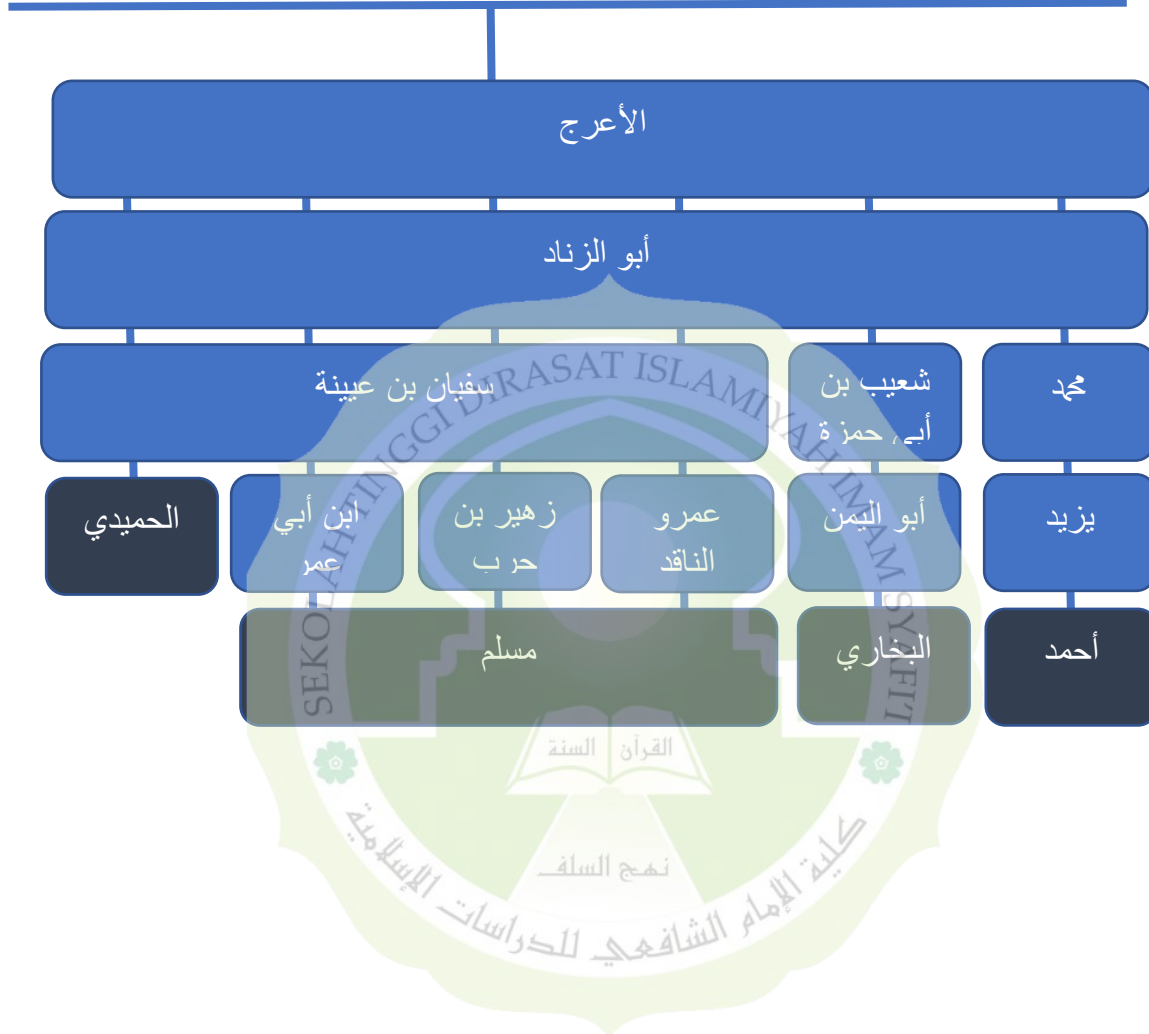 الأعرج
أبو الزناد
محمد
شعيب بن
أبي حمزة
سفيان بن عيينة
يزيد
أبو اليمن
عمرو
الناقد
زهير بن
حرب
ابن أبي
عمر
الحميدي
أحمد
البخاري
مسلم
SEKOLAH TINGGI DIRASAT ISLAMIYAH IMAM SYAFI'I
القرآن السنة
نهج السلف
كلية الإمام الشافعي للدراسات الإسلامية